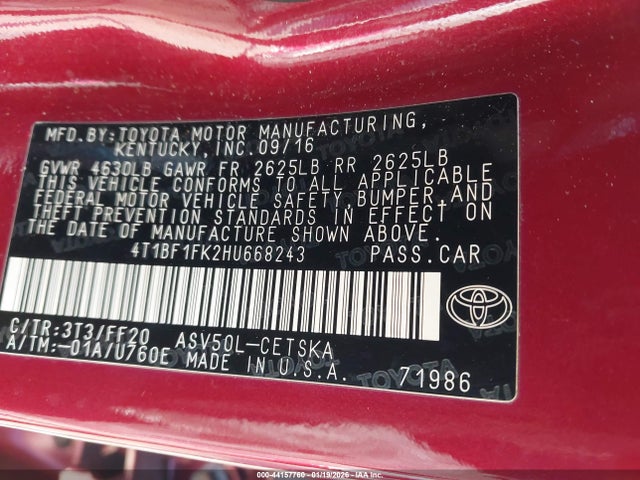 MFD.BY:TOYOTA MOTOR MANUFACTURING,
KENTUCKY,INC.09/16
GVWR 4630LB GAWR FR 2625LB RR 2625LB
THIS VEHICLE CONFORMS TO ALL APPLICABLE
FEDERAL MOTOR VEHICLE SAFETY, BUMPER,AND
THEFT PREVENTION STANDARDS IN EFFECT ON
THE DATE OF MANUFACTURE SHOWN ABOVE.
4T1BF1FK2HU668243 PASS.CAR
C/TR:3T3/FF20 ASV50L-CETSKA
A/TM:-01A/U760E MADE IN U.S.A. 71986
TOYOTA
000-44157760 - 01/19/2026 - IAA Inc.